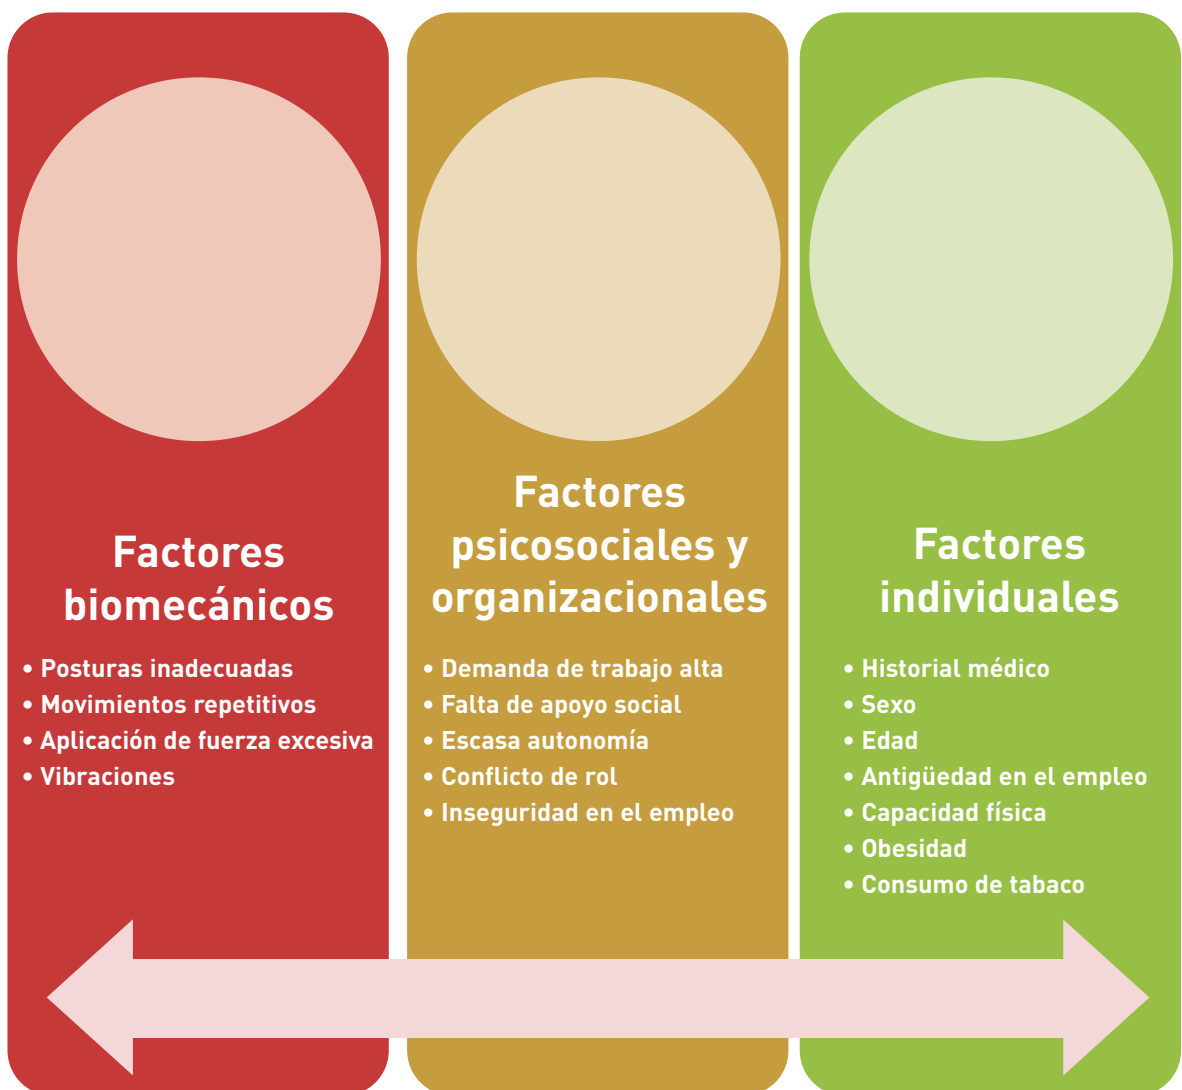 Factores
biomecánicos
• Posturas inadecuadas
• Movimientos repetitivos
• Aplicación de fuerza excesiva
• Vibraciones
Factores
psicosociales y
organizacionales
• Demanda de trabajo alta
• Falta de apoyo social
• Escasa autonomía
• Conflicto de rol
• Inseguridad en el empleo
Factores
individuales
• Historial médico
• Sexo
• Edad
• Antigüedad en el empleo
• Capacidad física
• Obesidad
• Consumo de tabaco